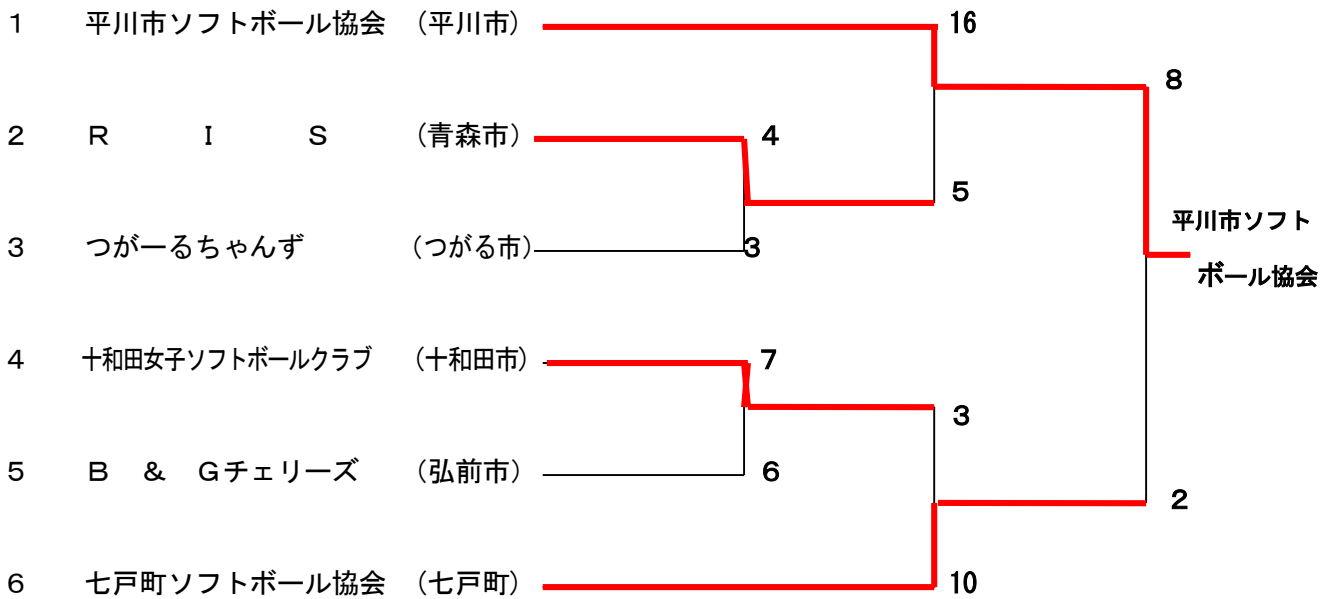 1 平川市ソフトボール協会 (平川市) 16
8
2 R I S (青森市) 4
5
平川市ソフト
3 つがーるちゃんず (つがる市) 3
ボール協会
4 十和田女子ソフトボールクラブ (十和田市) 7
3
5 B & Gチェリーズ (弘前市) 6
2
6 七戸町ソフトボール協会 (七戸町) 10